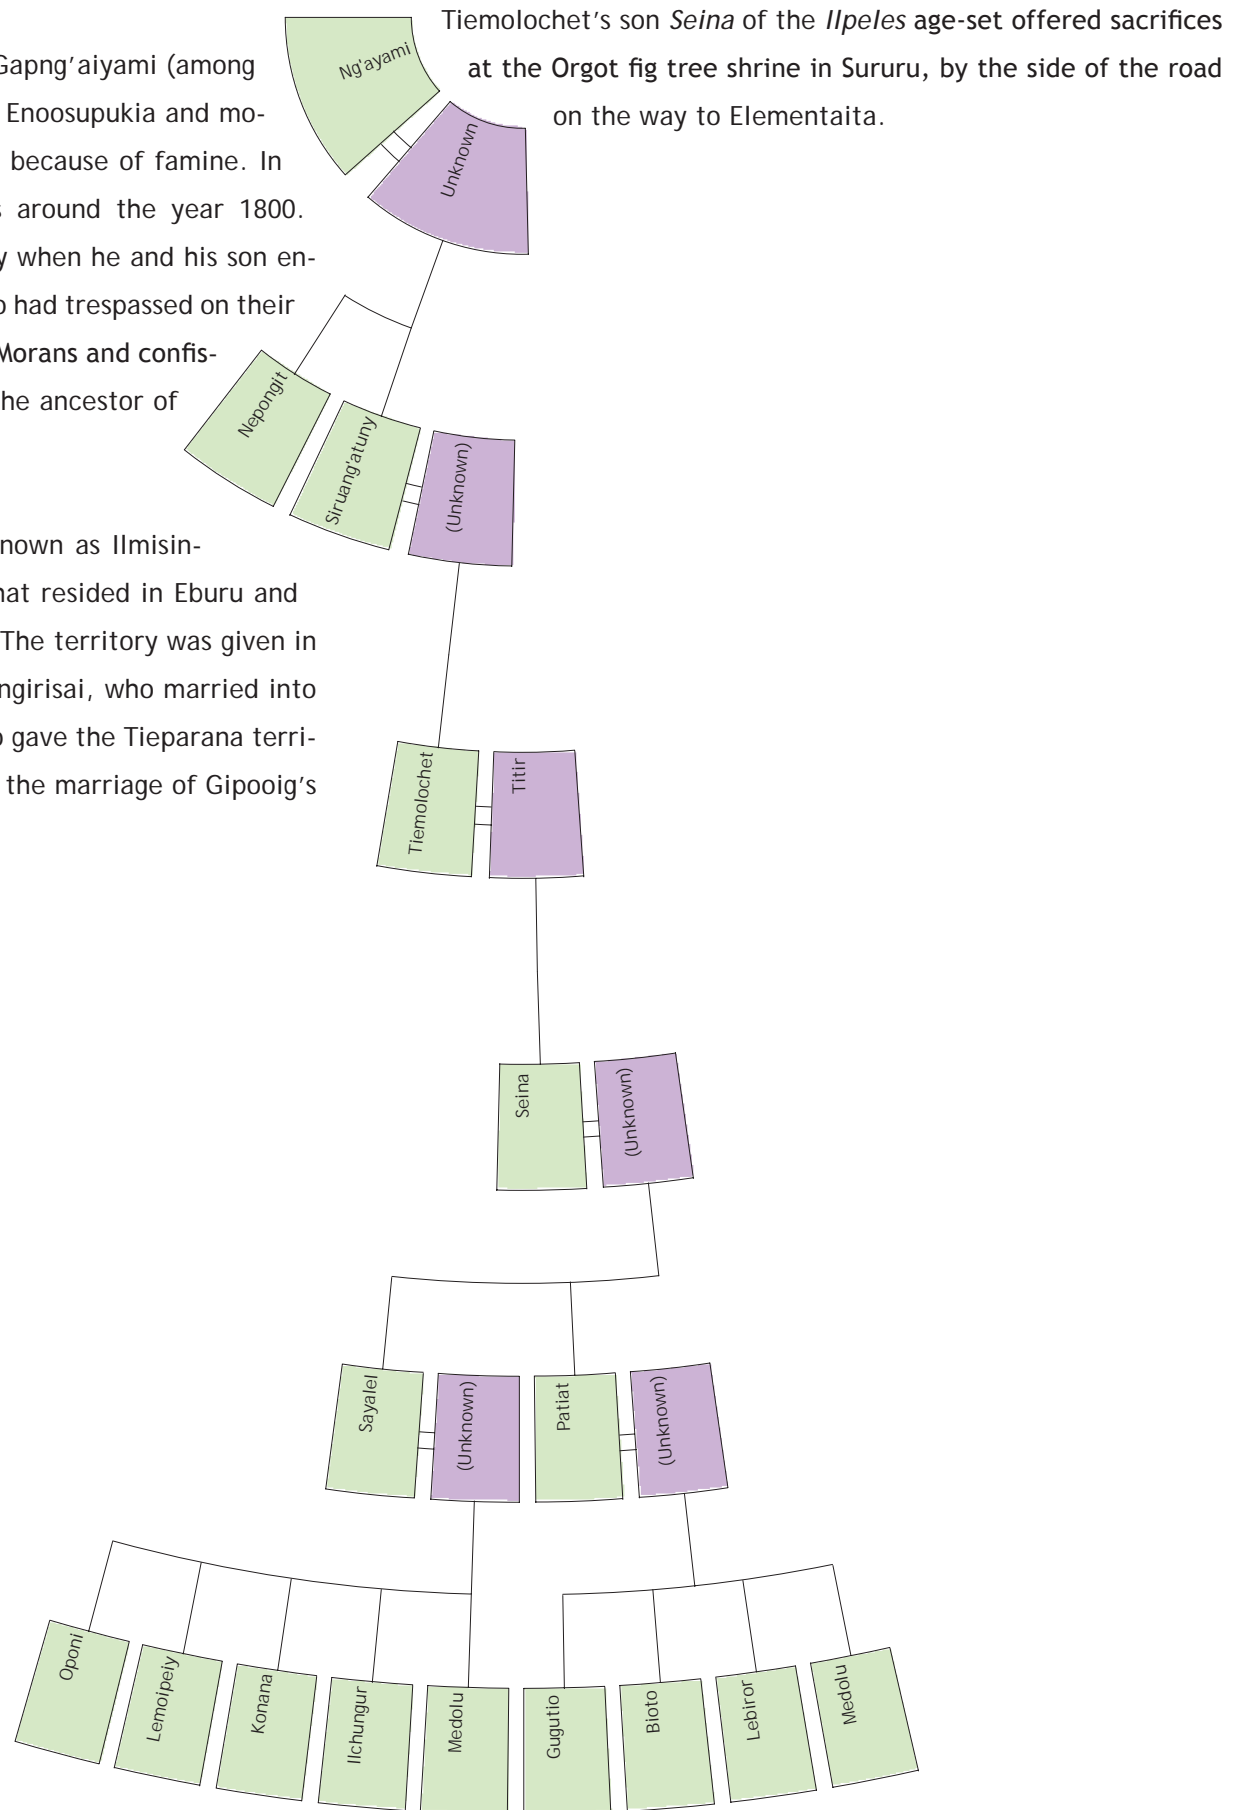 Tiemolochet's son Seina of the Ilpeles age-set offered sacrifices
at the Orgot fig tree shrine in Sururu, by the side of the road
on the way to Elementaita.
Gapng'aiyami (among
Enoosupukia and mo-
because of famine. In
s around the year 1800.
y when he and his son en-
o had trespassed on their
Morans and confis-
he ancestor of
nown as Ilmisin-
hat resided in Eburu and
The territory was given in
ngirisai, who married into
o gave the Tieparana terri-
the marriage of Gipooig's
Ng'ayami
Unknown
Nepongit
Siruang'atuny
(Unknown)
Tiemolochet
Titir
Seina
(Unknown)
Sayalel
(Unknown)
Patiat
(Unknown)
Oponi
Lemoipeiy
Konana
Ilchungur
Medolu
Gugutio
Bioto
Lebiror
Medolu